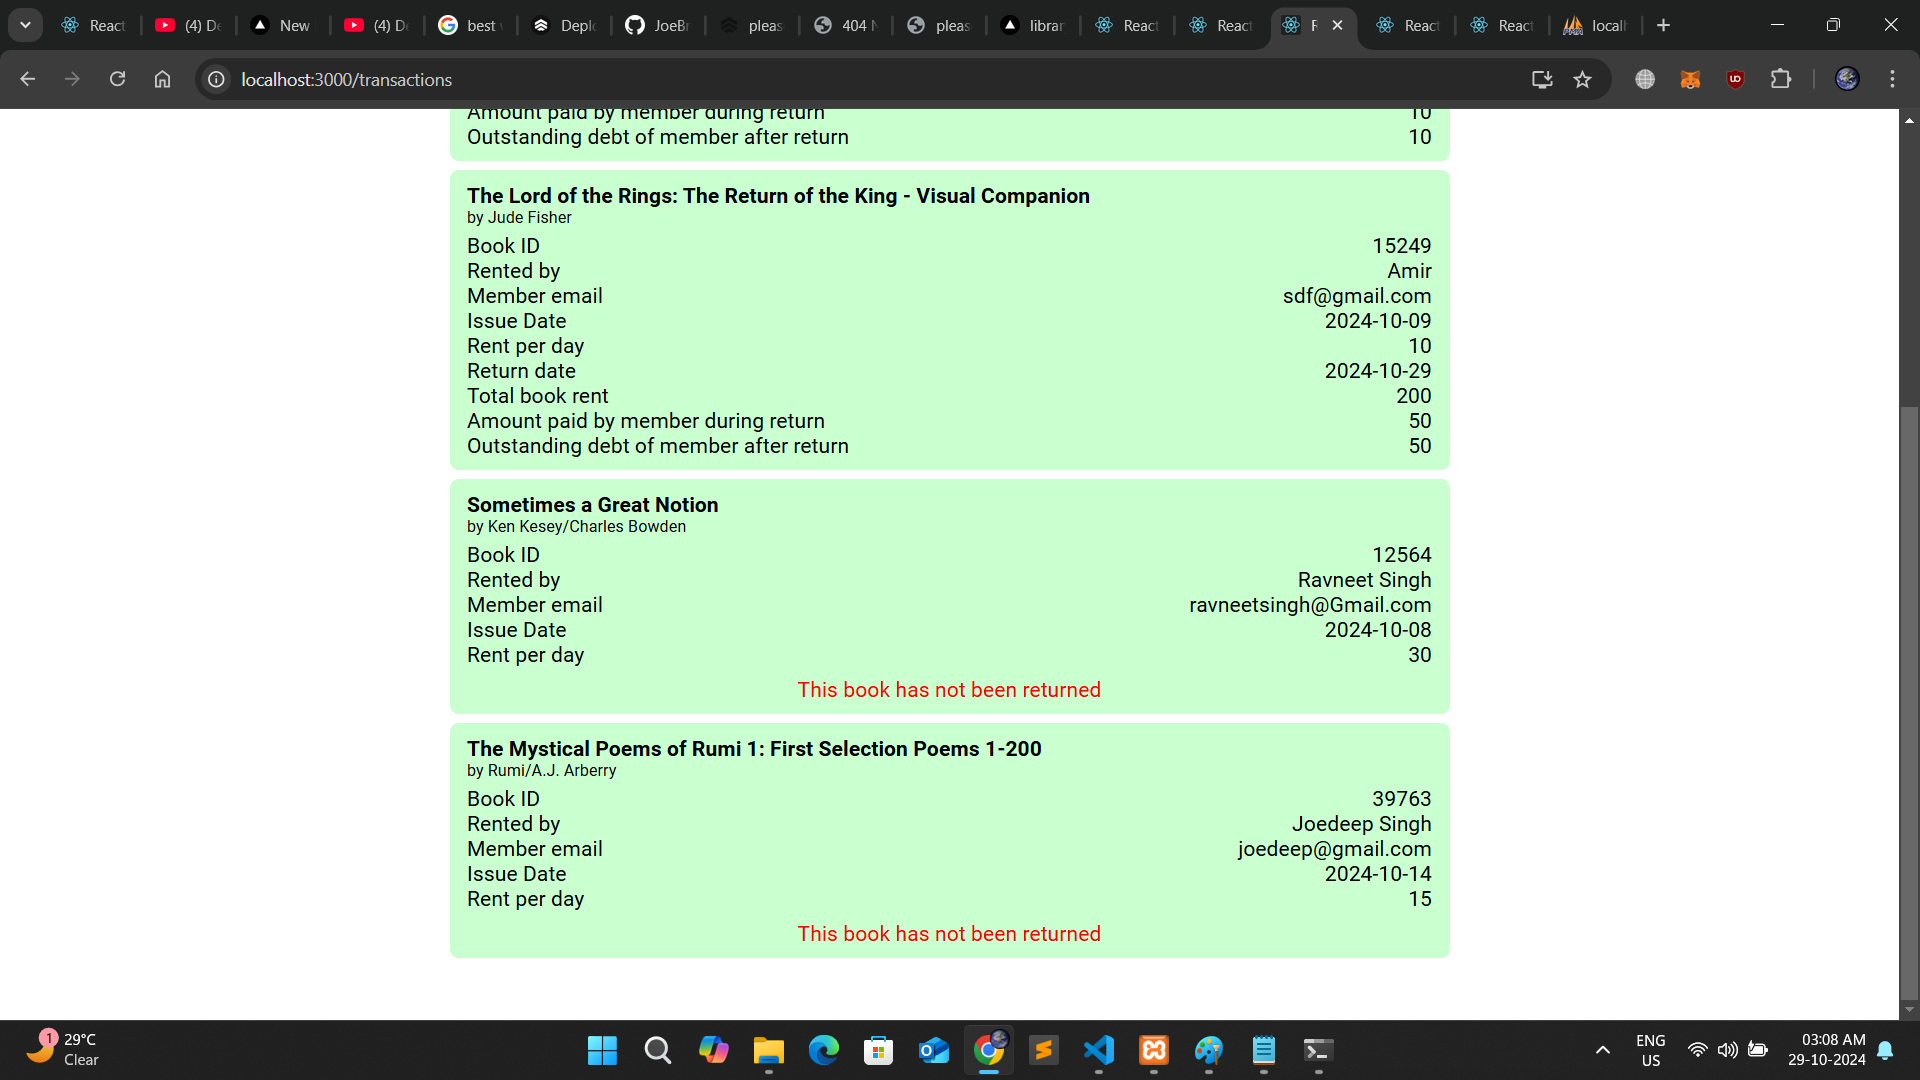 React
(4) De
New
(4) De
best
Deplo
JoeBr
pleas
404 N
pleas
librar
React
React
React
React
localh
localhost:3000/transactions
Amount paid by member during return 10
Outstanding debt of member after return 10
The Lord of the Rings: The Return of the King - Visual Companion
by Jude Fisher
Book ID 15249
Rented by Amir
Member email sdf@gmail.com
Issue Date 2024-10-09
Rent per day 10
Return date 2024-10-29
Total book rent 200
Amount paid by member during return 50
Outstanding debt of member after return 50
Sometimes a Great Notion
by Ken Kesey/Charles Bowden
Book ID 12564
Rented by Ravneet Singh
Member email ravneetsingh@Gmail.com
Issue Date 2024-10-08
Rent per day 30
This book has not been returned
The Mystical Poems of Rumi 1: First Selection Poems 1-200
by Rumi/A.J. Arberry
Book ID 39763
Rented by Joedeep Singh
Member email joedeep@gmail.com
Issue Date 2024-10-14
Rent per day 15
This book has not been returned
1
29°C
Clear
ENG
US
03:08 AM
29-10-2024